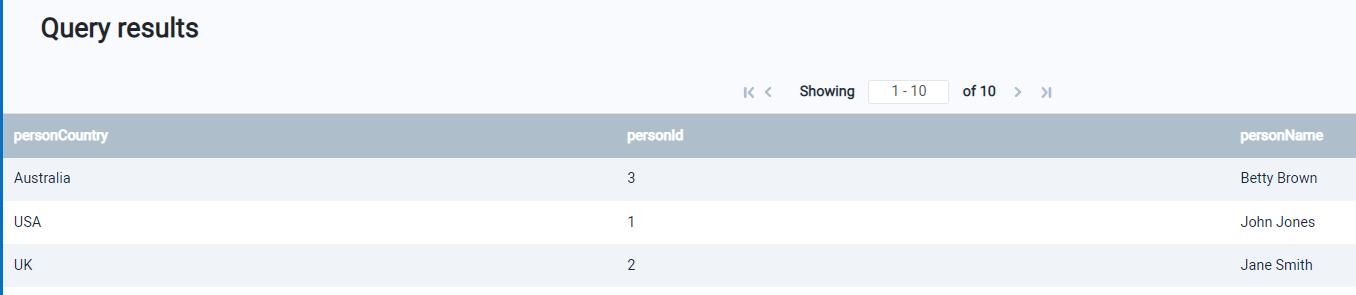 Query results
Showing 1 - 10 of 10
personCountry personId personName
Australia 3 Betty Brown
USA 1 John Jones
UK 2 Jane Smith